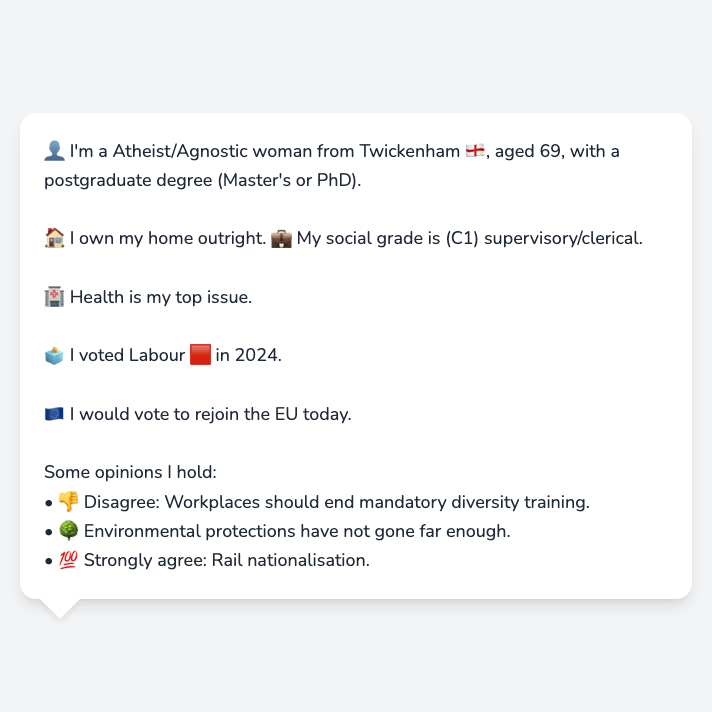 👤 I'm a Atheist/Agnostic woman from Twickenham 🏴󠁧󠁢󠁥󠁮󠁧󠁿, aged 69, with a
postgraduate degree (Master's or PhD).
🏠 I own my home outright. 💼 My social grade is (C1) supervisory/clerical.
🏥 Health is my top issue.
🗳️ I voted Labour 🟥 in 2024.
🇪🇺 I would vote to rejoin the EU today.
Some opinions I hold:
• 👎 Disagree: Workplaces should end mandatory diversity training.
• 🌳 Environmental protections have not gone far enough.
• 💯 Strongly agree: Rail nationalisation.